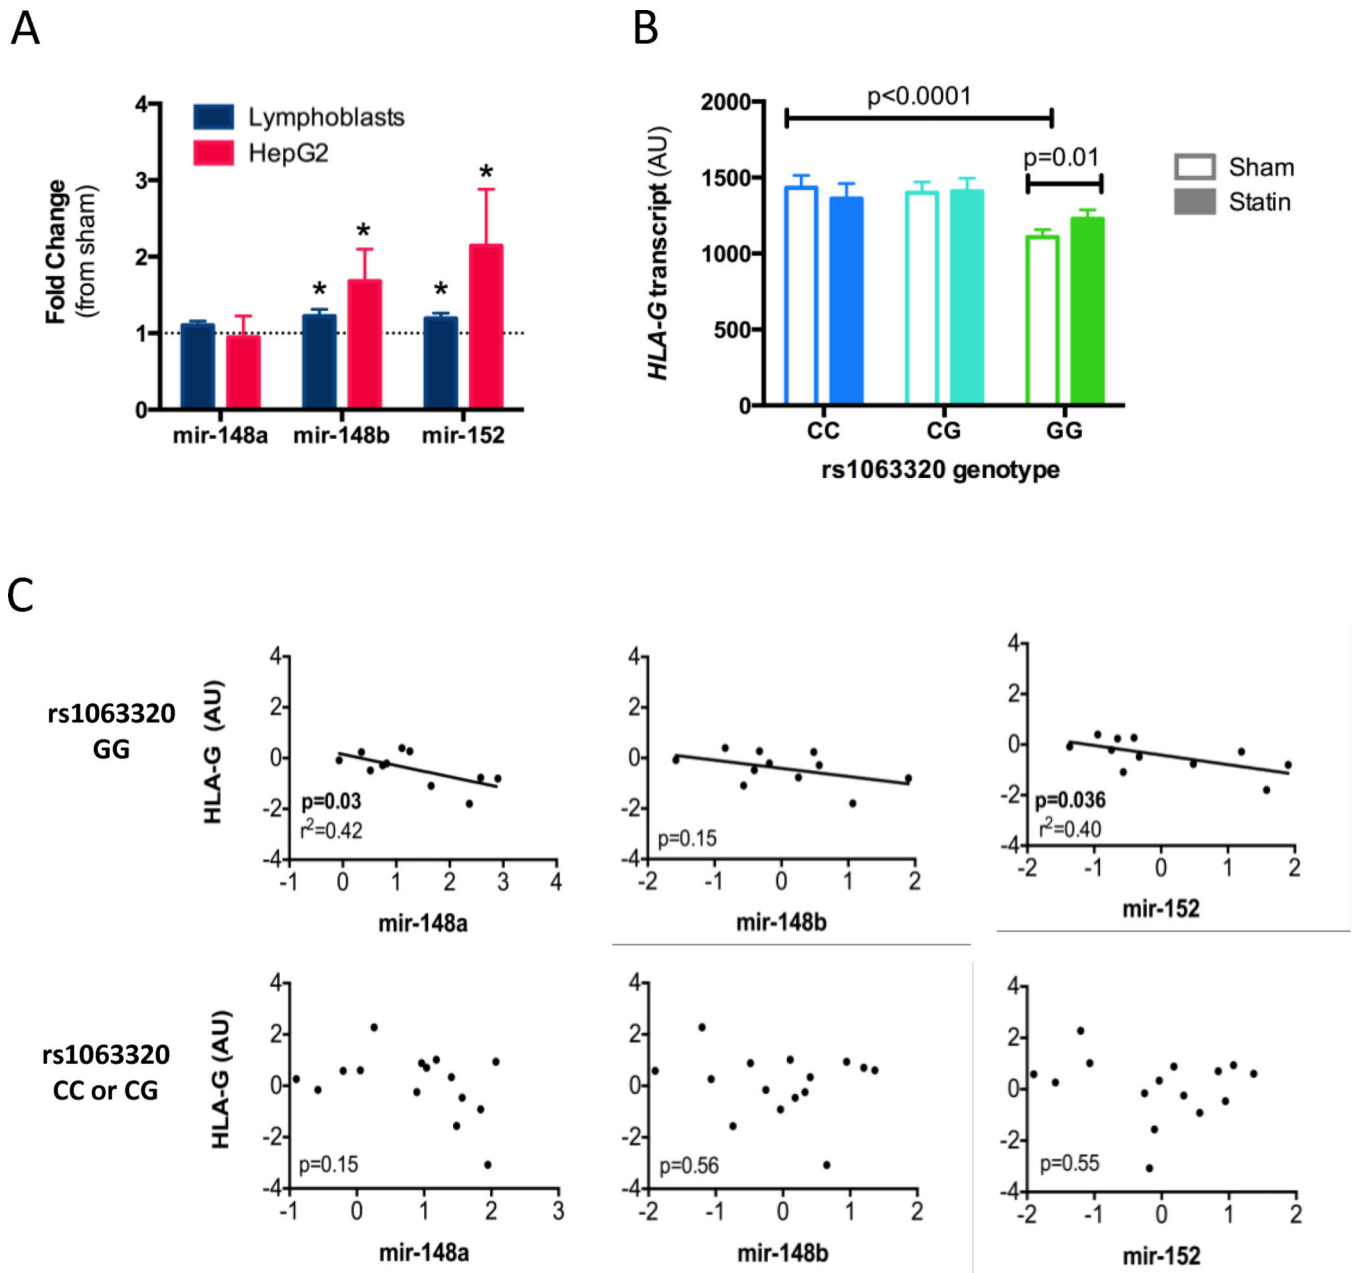 A
B
4
3
2
1
0
Fold Change
(from sham)
Lymphoblasts
HepG2
*
*
*
*
mir-148a
mir-148b
mir-152
2000
1500
1000
500
0
HLA-G transcript (AU)
p<0.0001
p=0.01
Sham
Statin
CC
CG
GG
rs1063320 genotype
C
rs1063320
GG
HLA-G (AU)
4
2
0
-2
-4
p=0.03
r2=0.42
-1 0 1 2 3 4
mir-148a
4
2
0
-2
-4
p=0.15
-2 -1 0 1 2
mir-148b
4
2
0
-2
-4
p=0.036
r2=0.40
-2 -1 0 1 2
mir-152
rs1063320
CC or CG
HLA-G (AU)
4
2
0
-2
-4
p=0.15
-1 0 1 2 3
mir-148a
4
2
0
-2
-4
p=0.56
-2 -1 0 1 2
mir-148b
4
2
0
-2
-4
p=0.55
-2 -1 0 1 2
mir-152